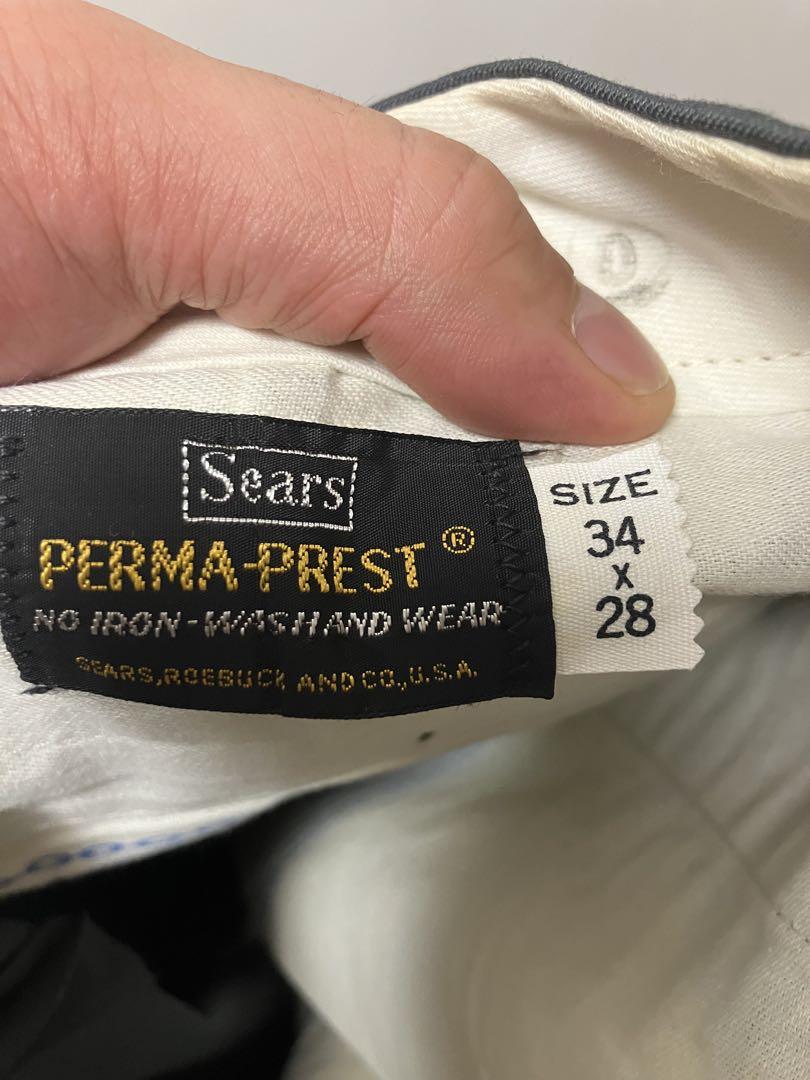 Sears
PERMA-PREST ®
NO IRON-WASH AND WEAR
SEARS, ROEBUCK AND CO., U.S.A.
SIZE
34
X
28